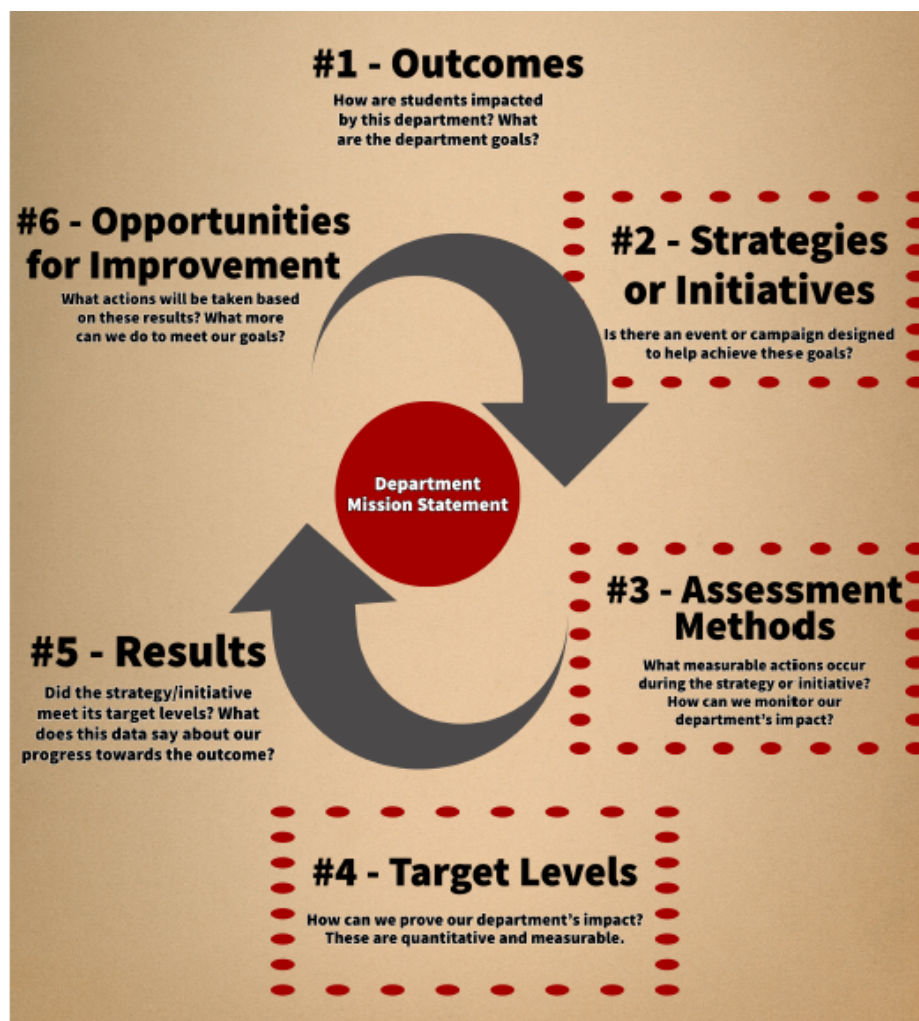 #1 - Outcomes
How are students impacted
by this department? What
are the department goals?
#2 - Strategies
or Initiatives
Is there an event or campaign designed
to help achieve these goals?
#3 - Assessment
Methods
What measurable actions occur
during the strategy or initiative?
How can we monitor our
department's impact?
#4 - Target Levels
How can we prove our department's impact?
These are quantitative and measurable.
#5 - Results
Did the strategy/initiative
meet its target levels? What
does this data say about our
progress towards the outcome?
#6 - Opportunities
for Improvement
What actions will be taken based
on these results? What more
can we do to meet our goals?
Department
Mission Statement